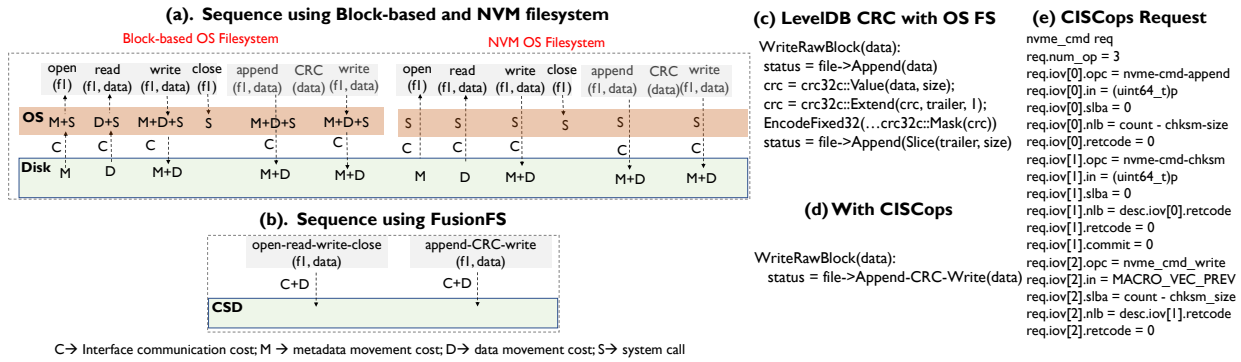 (a). Sequence using Block-based and NVM filesystem
Block-based OS Filesystem
NVM OS Filesystem
open (f1)
read (f1, data)
write (f1, data)
close (f1)
append (f1, data)
CRC (data)
write (f1, data)
open (f1)
read (f1, data)
write (f1, data)
close (f1)
append (f1, data)
CRC (data)
write (f1, data)
OS M+S D+S M+D+S S M+D+S M+D+S S S S S S S
C C C C C C C C C C
Disk M D M+D M+D M+D M D M+D M+D M+D
(b). Sequence using FusionFS
open-read-write-close
(f1, data)
append-CRC-write
(f1, data)
C+D C+D
CSD
C→ Interface communication cost; M → metadata movement cost; D→ data movement cost; S→ system call
(c) LevelDB CRC with OS FS
WriteRawBlock(data):
status = file->Append(data)
crc = crc32c::Value(data, size);
crc = crc32c::Extend(crc, trailer, 1);
EncodeFixed32(…crc32c::Mask(crc))
status = file->Append(Slice(trailer, size)
(d) With CISCops
WriteRawBlock(data):
status = file->Append-CRC-Write(data)
(e) CISCops Request
nvme_cmd req
req.num_op = 3
req.iov[0].opc = nvme-cmd-append
req.iov[0].in = (uint64_t)p
req.iov[0].slba = 0
req.iov[0].nlb = count - chksm-size
req.iov[0].retcode = 0
req.iov[1].opc = nvme-cmd-chksm
req.iov[1].in = (uint64_t)p
req.iov[1].slba = 0
req.iov[1].nlb = desc.iov[0].retcode
req.iov[1].retcode = 0
req.iov[1].commit = 0
req.iov[2].opc = nvme_cmd_write
req.iov[2].in = MACRO_VEC_PREV
req.iov[2].slba = count - chksm_size
req.iov[2].nlb = desc.iov[1].retcode
req.iov[2].retcode = 0